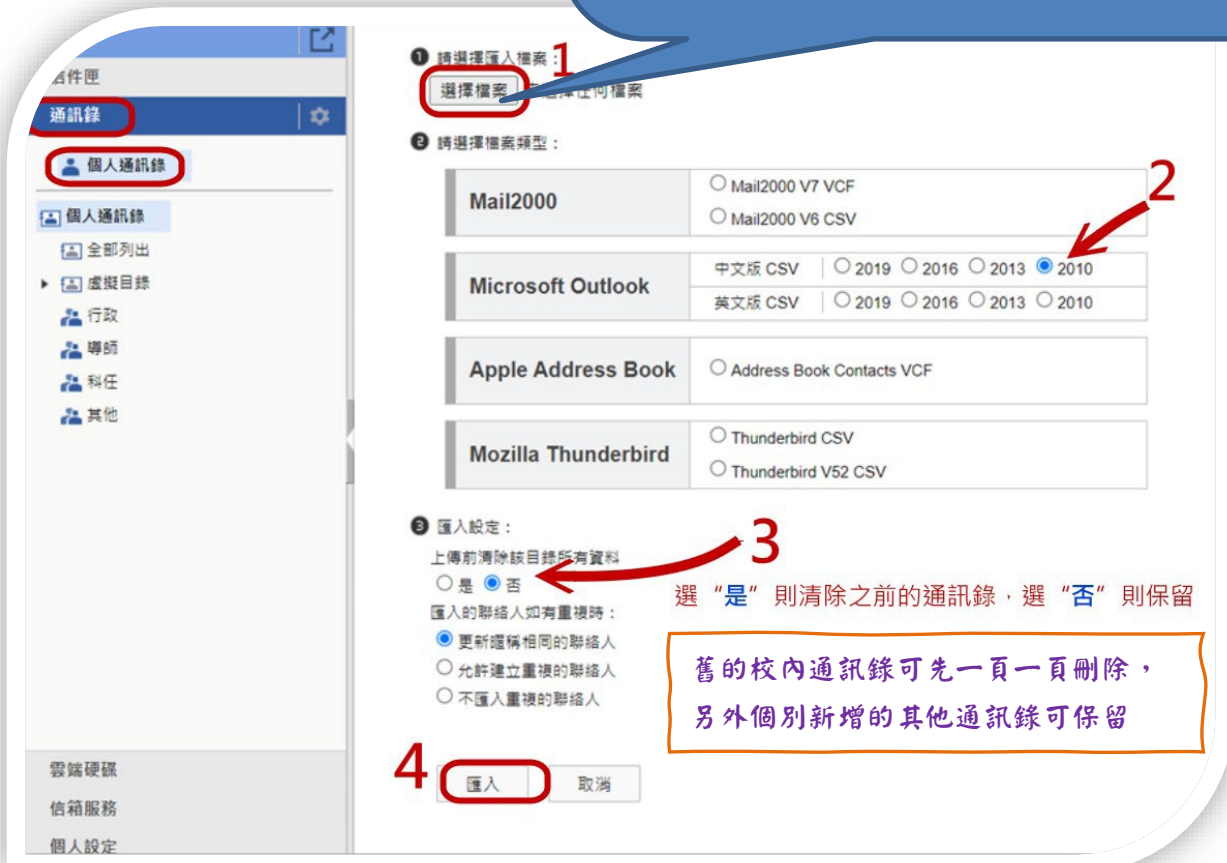 信件匣
通訊錄
個人通訊錄
個人通訊錄
全部列出
虛擬目錄
行政
導師
科任
其他
雲端硬碟
信箱服務
個人設定
❶ 請選擇匯入檔案：
1
選擇檔案 選擇任何檔案
❷ 請選擇檔案類型：
2
Mail2000
Mail2000 V7 VCF
Mail2000 V6 CSV
Microsoft Outlook
中文版 CSV 2019 2016 2013 2010
英文版 CSV 2019 2016 2013 2010
Apple Address Book
Address Book Contacts VCF
Mozilla Thunderbird
Thunderbird CSV
Thunderbird V52 CSV
❸ 匯入設定：
3
上傳前清除該目錄所有資料
是 否
選 "是" 則清除之前的通訊錄，選 "否" 則保留
匯入的聯絡人如有重複時：
更新暱稱相同的聯絡人
允許建立重複的聯絡人
不匯入重複的聯絡人
舊的校內通訊錄可先一頁一頁刪除，
另外個別新增的其他通訊錄可保留
4
匯入 取消